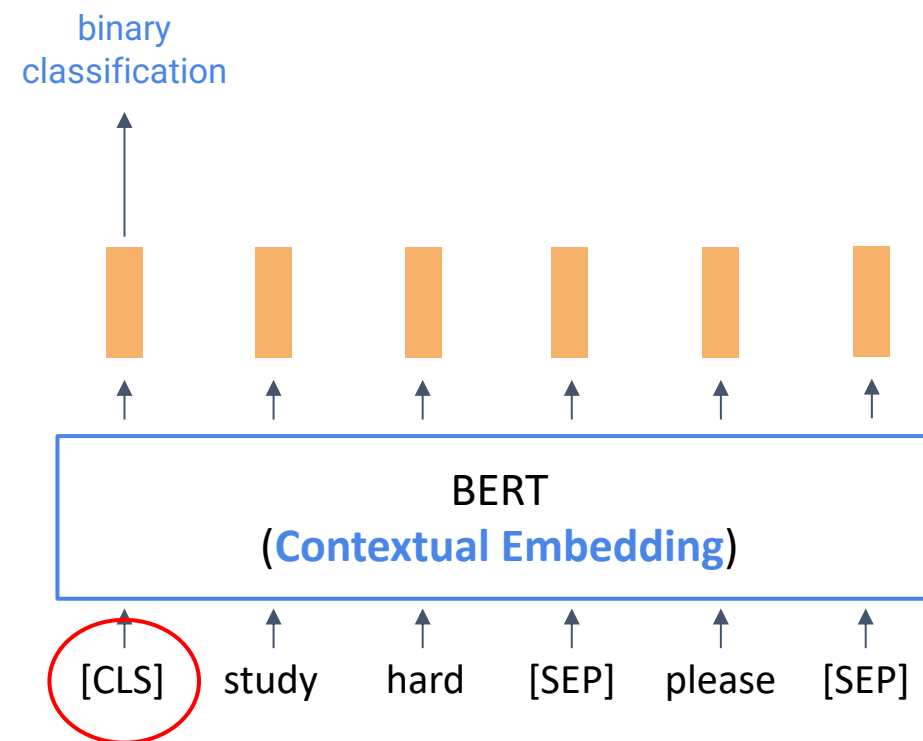 binary
classification
BERT
(Contextual Embedding)
[CLS] study hard [SEP] please [SEP]